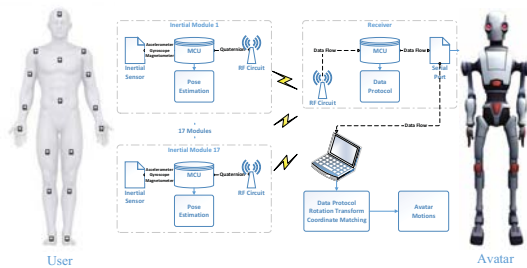 Inertial Module 1
Accelerometer
Gyroscope
Magnetometer
MCU
Quaternion
Inertial
Sensor
RF Circuit
Pose
Estimation
17 Modules
Inertial Module 17
Accelerometer
Gyroscope
Magnetometer
MCU
Quaternion
Inertial
Sensor
RF Circuit
Pose
Estimation
User
Receiver
Data Flow
MCU
Data Flow
Serial
Port
RF Circuit
Data
Protocol
Data Flow
Data Protocol
Rotation Transform
Coordinate Matching
Avatar
Motions
Avatar